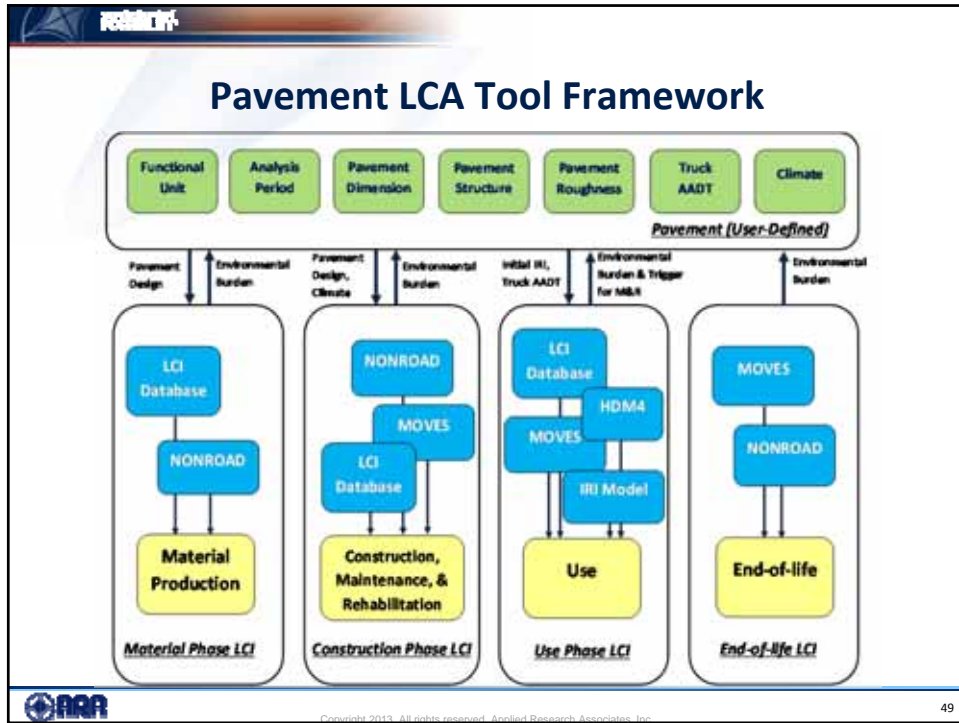 Pavement LCA Tool Framework
Functional
Unit
Analysis
Period
Pavement
Dimension
Pavement
Structure
Pavement
Roughness
Truck
AADT
Climate
Pavement (User-Defined)
Pavement
Design
Environmental
Burden
Pavement
Design,
Climate
Environmental
Burden
Initial IRI,
Truck AADT
Environmental
Burden & Trigger
for M&R
Environmental
Burden
LCI
Database
NONROAD
Material
Production
Material Phase LCI
NONROAD
MOVES
LCI
Database
Construction,
Maintenance, &
Rehabilitation
Construction Phase LCI
LCI
Database
HDM4
MOVES
IRI Model
Use
Use Phase LCI
MOVES
NONROAD
End-of-life
End-of-life LCI
ARA
Copyright 2013. All rights reserved. Applied Research Associates, Inc.
49